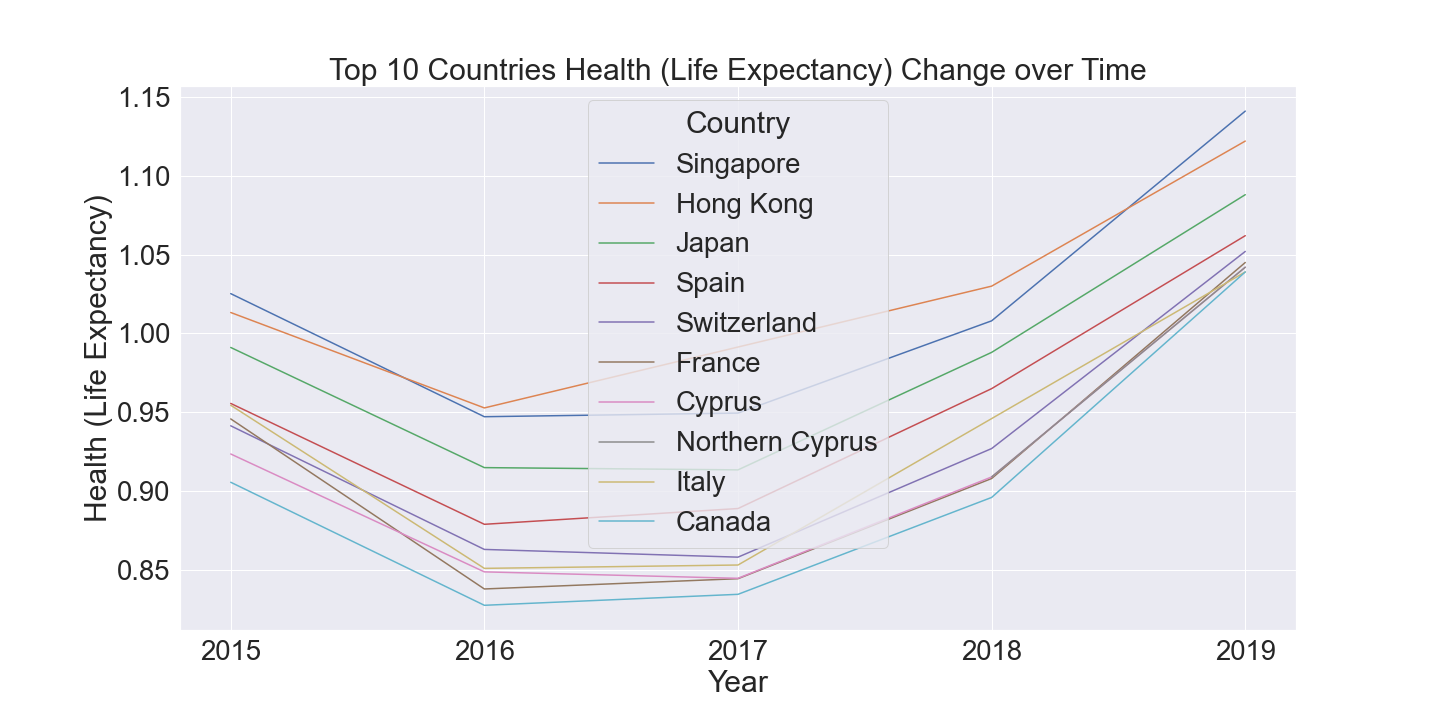 Top 10 Countries Health (Life Expectancy) Change over Time
Health (Life Expectancy)
1.15
1.10
1.05
1.00
0.95
0.90
0.85
Country
Singapore
Hong Kong
Japan
Spain
Switzerland
France
Cyprus
Northern Cyprus
Italy
Canada
2015 2016 2017 2018 2019
Year